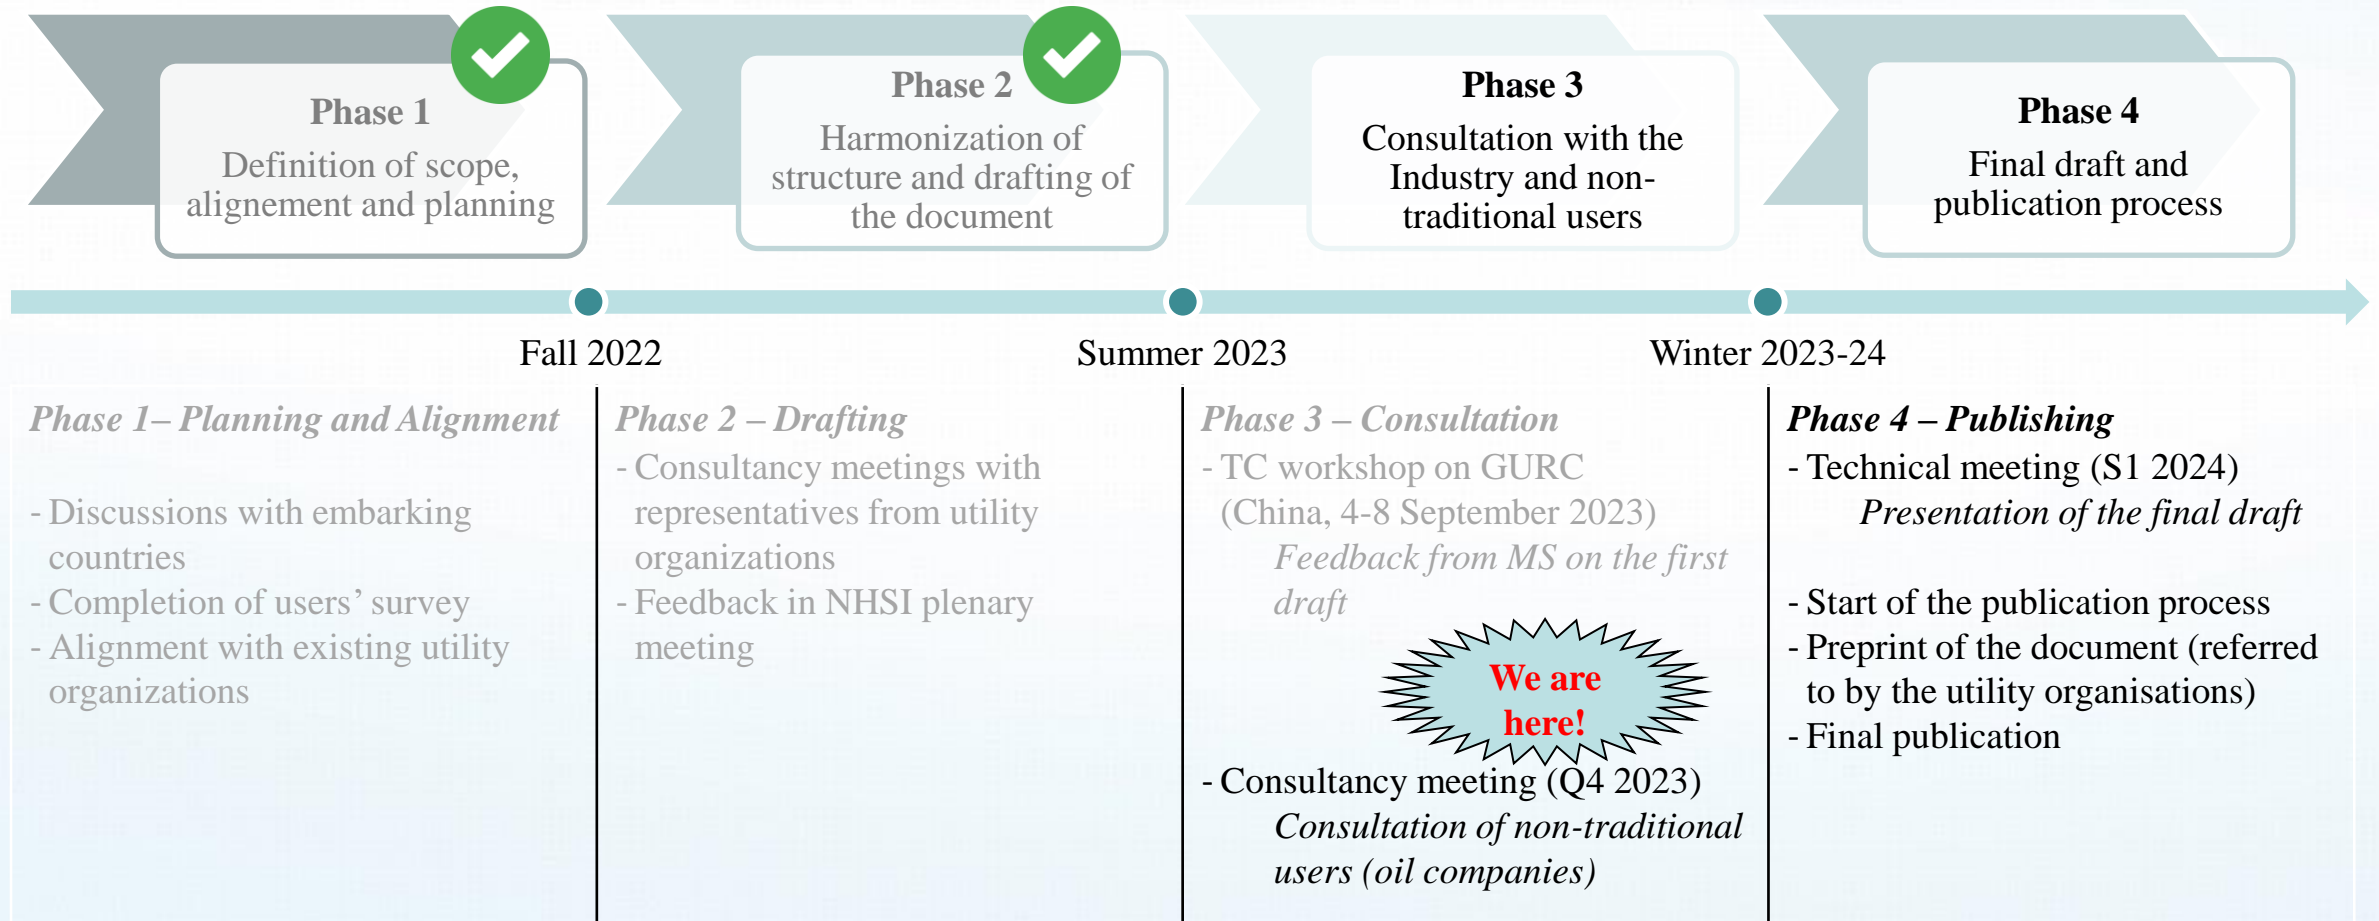 Phase 1
Definition of scope,
alignement and planning
Phase 2
Harmonization of
structure and drafting of
the document
Phase 3
Consultation with the
Industry and non-
traditional users
Phase 4
Final draft and
publication process
Fall 2022
Summer 2023
Winter 2023-24
Phase 1– Planning and Alignment
- Discussions with embarking
countries
- Completion of users’ survey
- Alignment with existing utility
organizations
Phase 2 – Drafting
- Consultancy meetings with
representatives from utility
organizations
- Feedback in NHSI plenary
meeting
Phase 3 – Consultation
- TC workshop on GURC
(China, 4-8 September 2023)
Feedback from MS on the first
draft
We are
here!
- Consultancy meeting (Q4 2023)
Consultation of non-traditional
users (oil companies)
Phase 4 – Publishing
- Technical meeting (S1 2024)
Presentation of the final draft
- Start of the publication process
- Preprint of the document (referred
to by the utility organisations)
- Final publication